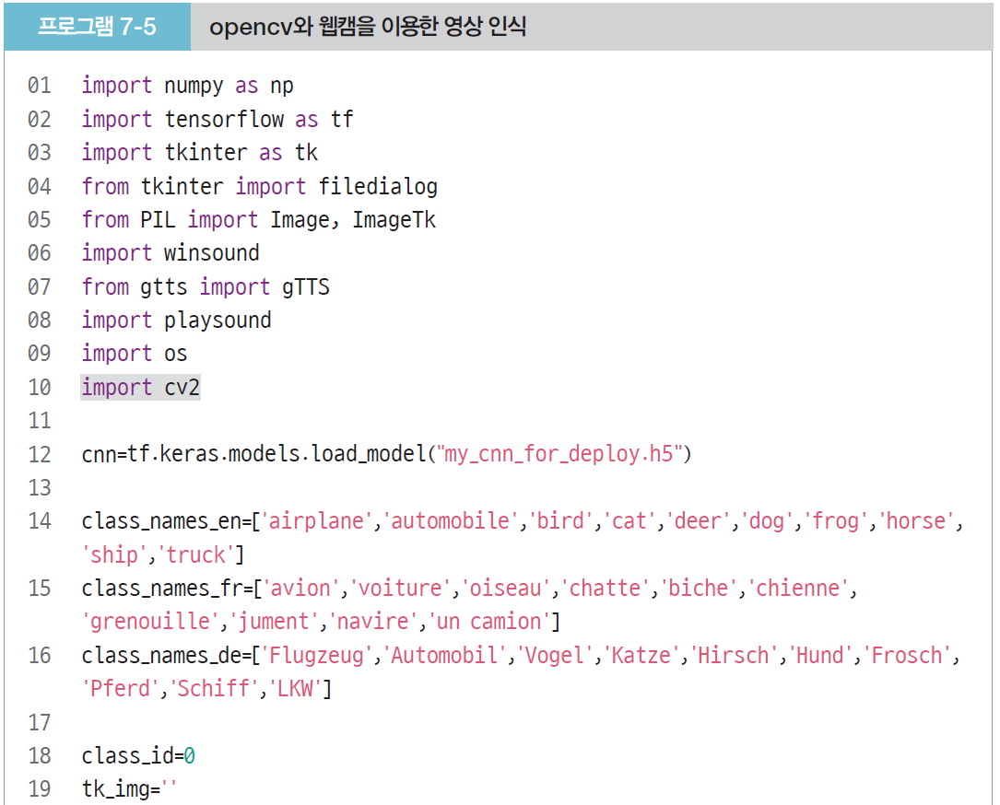 프로그램 7-5 opencv와 웹캠을 이용한 영상 인식
01 import numpy as np
02 import tensorflow as tf
03 import tkinter as tk
04 from tkinter import filedialog
05 from PIL import Image, ImageTk
06 import winsound
07 from gtts import gTTS
08 import playsound
09 import os
10 import cv2
11
12 cnn=tf.keras.models.load_model("my_cnn_for_deploy.h5")
13
14 class_names_en=['airplane','automobile','bird','cat','deer','dog','frog','horse',
'ship','truck']
15 class_names_fr=['avion','voiture','oiseau','chatte','biche','chienne',
'grenouille','jument','navire','un camion']
16 class_names_de=['Flugzeug','Automobil','Vogel','Katze','Hirsch','Hund','Frosch',
'Pferd','Schiff','LKW']
17
18 class_id=0
19 tk_img=''